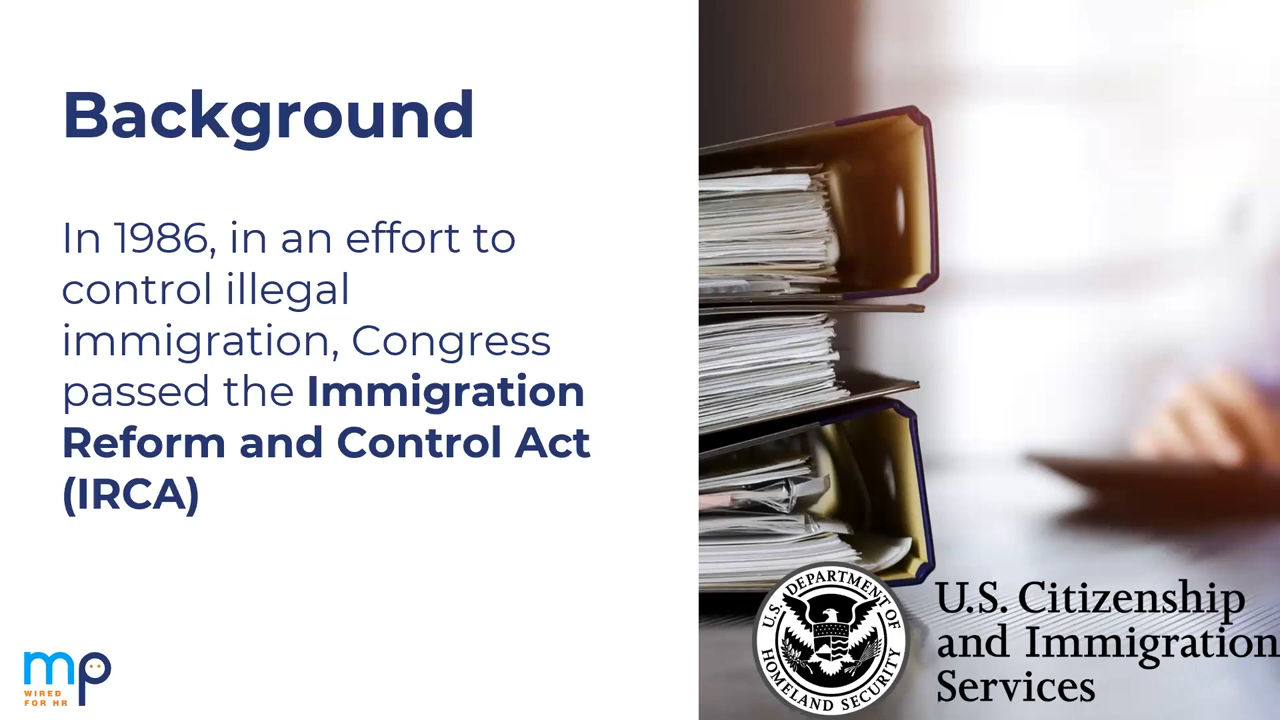 Background
In 1986, in an effort to
control illegal
immigration, Congress
passed the Immigration
Reform and Control Act
(IRCA)
mp
WIRED
FOR HR
U.S. DEPARTMENT OF
HOMELAND SECURITY
U.S. Citizenship
and Immigration
Services